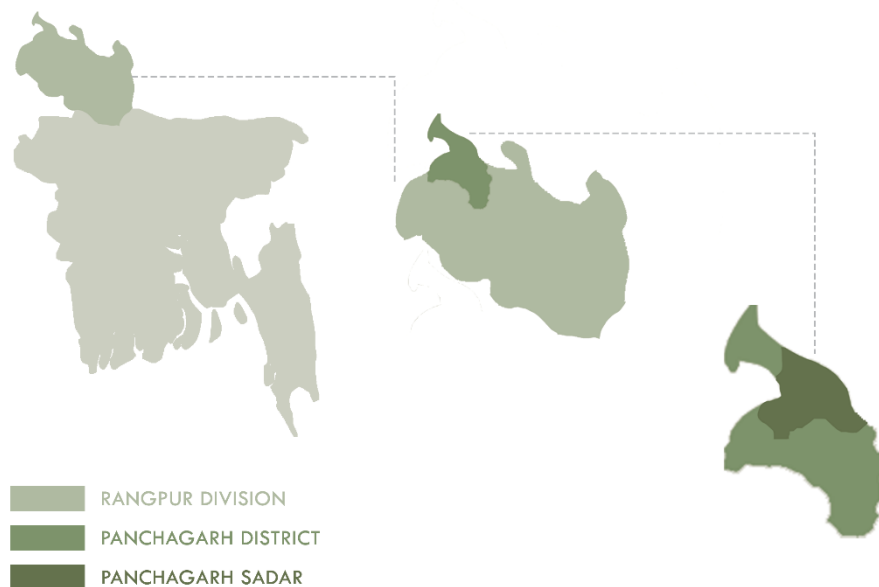 RANGPUR DIVISION
PANCHAGARH DISTRICT
PANCHAGARH SADAR